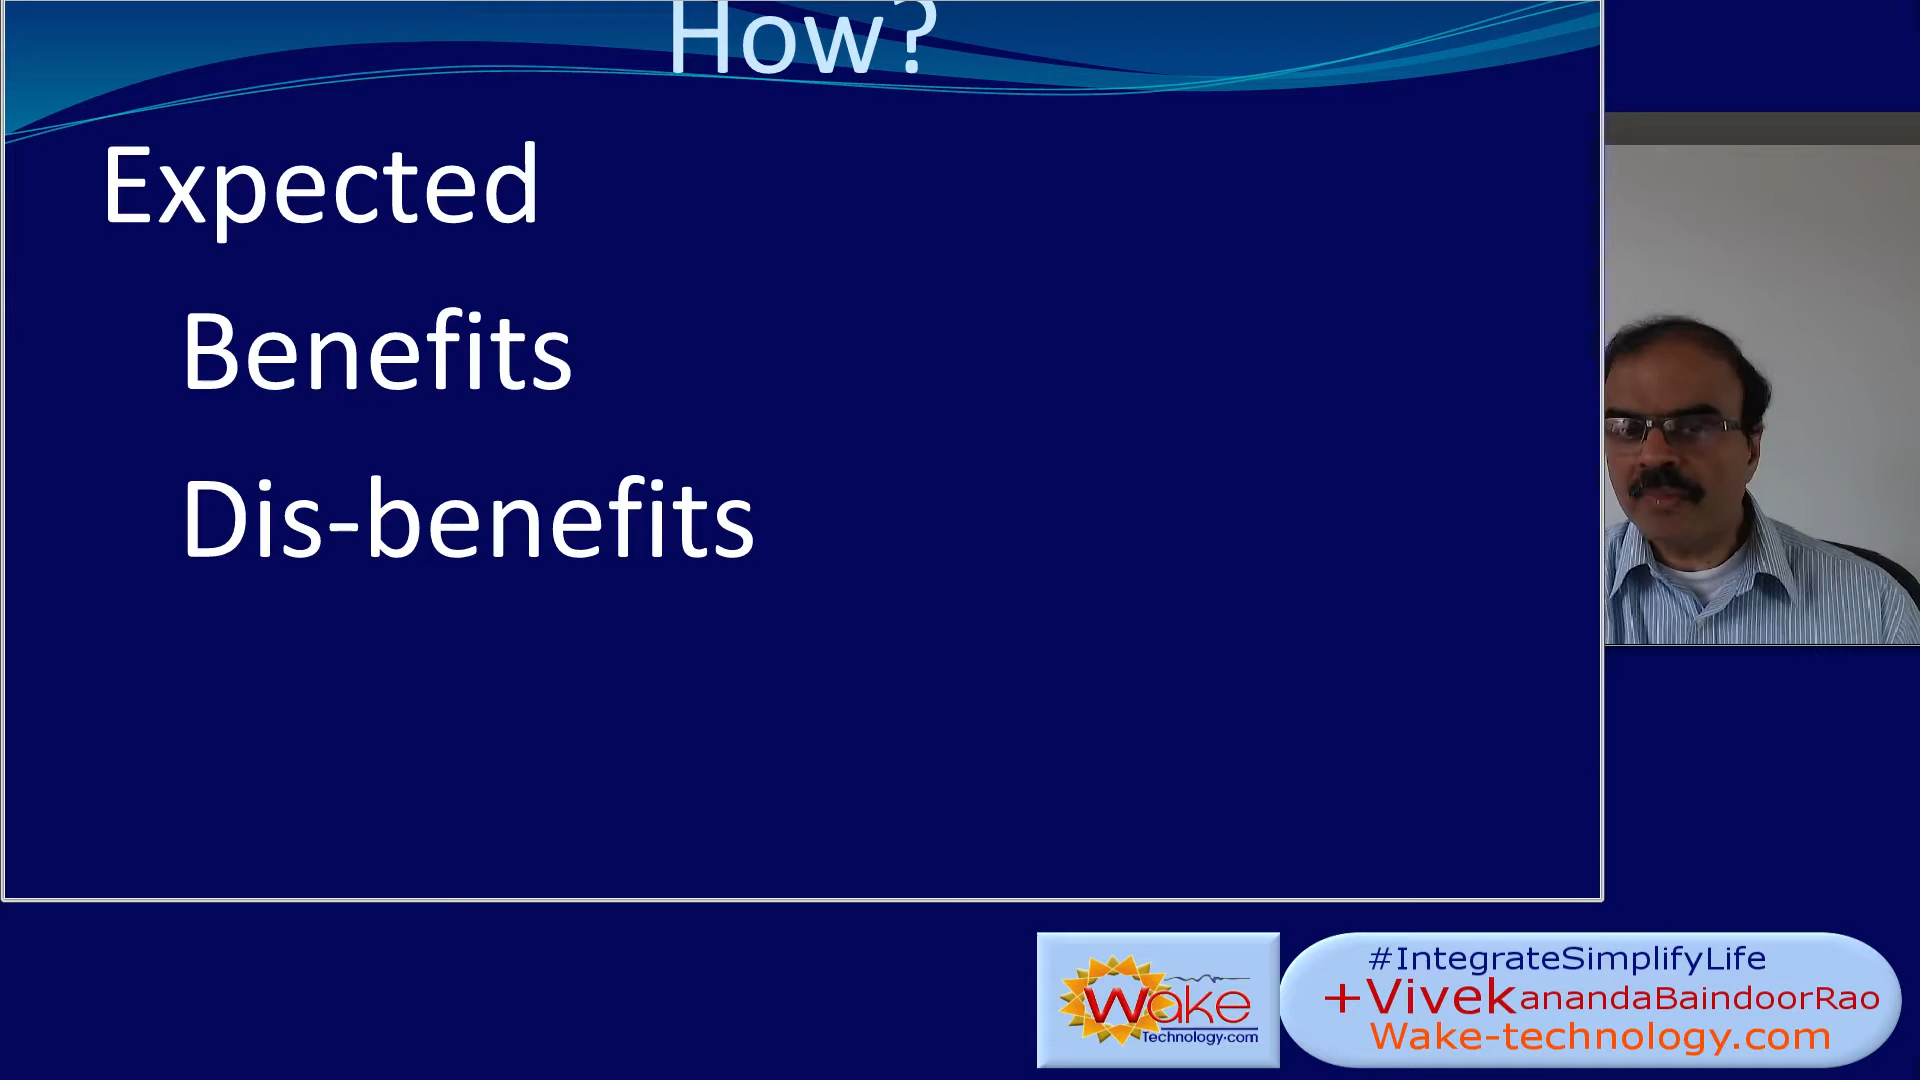 How?
Expected
Benefits
Dis-benefits
Wake
Technology.com
#IntegrateSimplifyLife
+VivekanandaBaindoorRao
Wake-technology.com